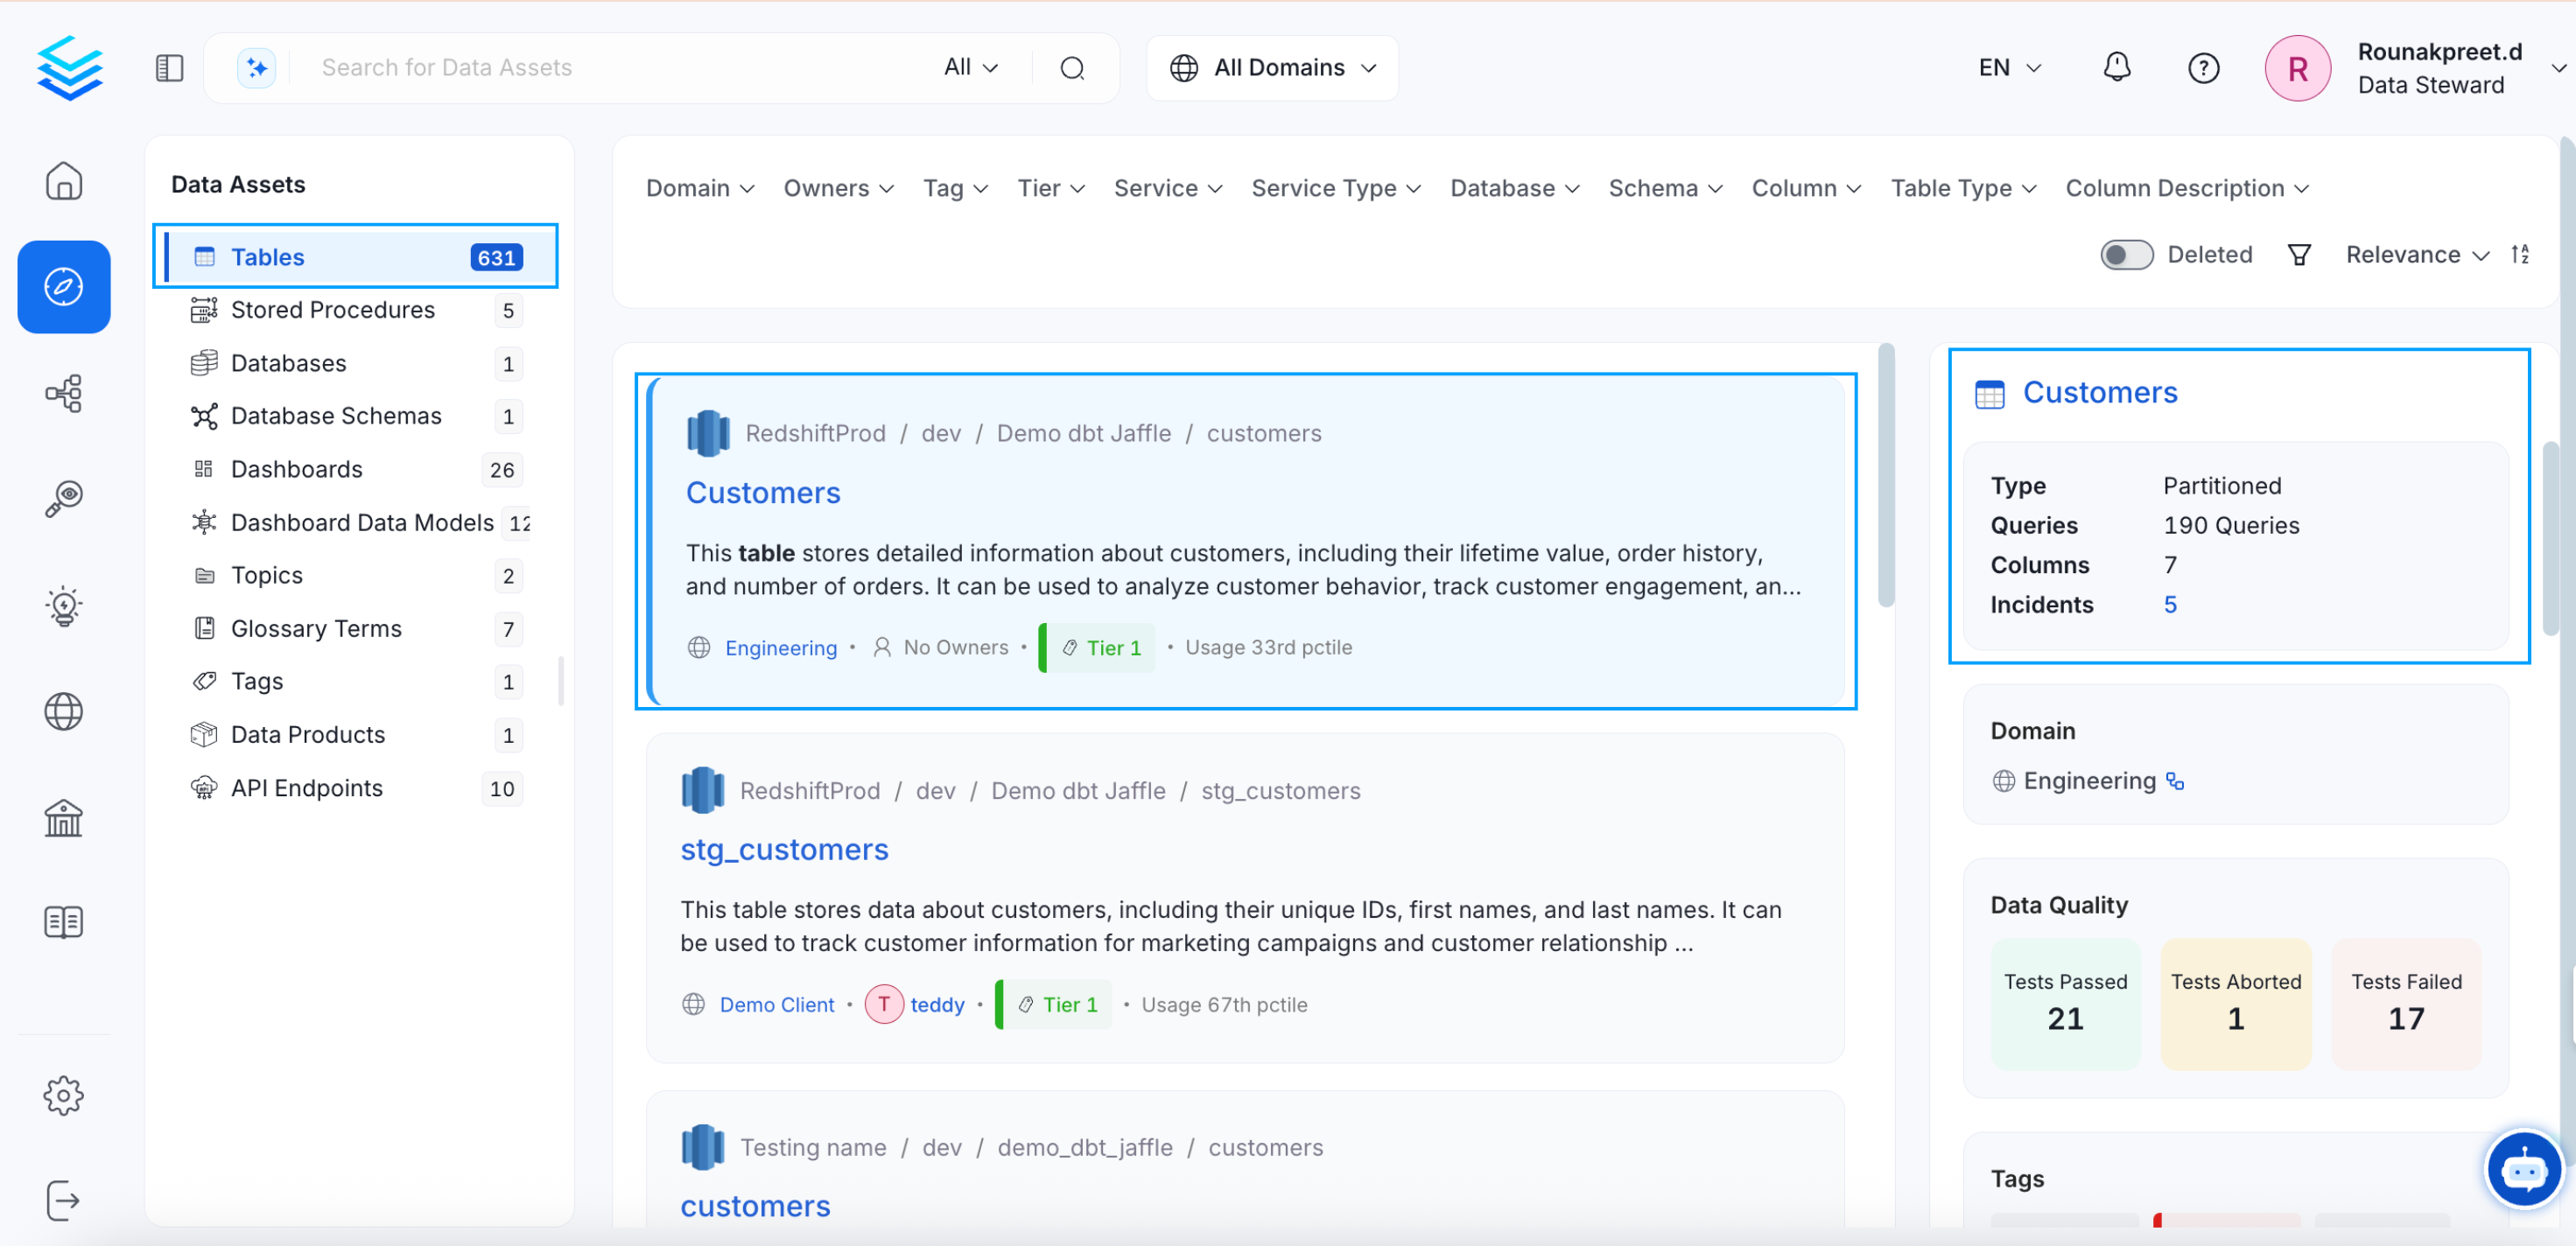 Search for Data Assets All
All Domains
EN
R
Rounakpreet.d
Data Steward
Data Assets
Tables 631
Stored Procedures 5
Databases 1
Database Schemas 1
Dashboards 26
Dashboard Data Models 12
Topics 2
Glossary Terms 7
Tags 1
Data Products 1
API Endpoints 10
Domain Owners Tag Tier Service Service Type Database Schema Column Table Type Column Description
Deleted Relevance
RedshiftProd / dev / Demo dbt Jaffle / customers
Customers
This table stores detailed information about customers, including their lifetime value, order history,
and number of orders. It can be used to analyze customer behavior, track customer engagement, an...
Engineering • No Owners • Tier 1 • Usage 33rd pctile
RedshiftProd / dev / Demo dbt Jaffle / stg_customers
stg_customers
This table stores data about customers, including their unique IDs, first names, and last names. It can
be used to track customer information for marketing campaigns and customer relationship ...
Demo Client • T teddy • Tier 1 • Usage 67th pctile
Testing name / dev / demo_dbt_jaffle / customers
customers
Customers
Type Partitioned
Queries 190 Queries
Columns 7
Incidents 5
Domain
Engineering
Data Quality
Tests Passed
21
Tests Aborted
1
Tests Failed
17
Tags